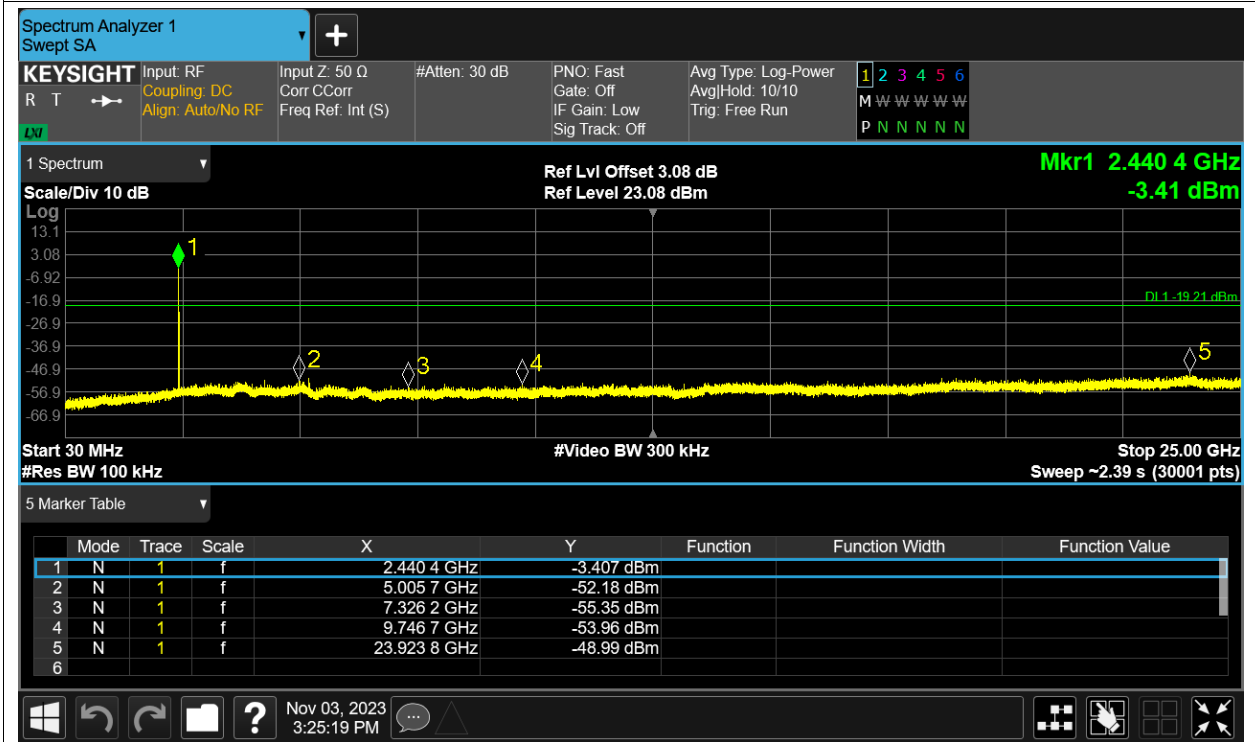 Spectrum Analyzer 1
Swept SA
+
KEYSIGHT
R T
LXI
Input: RF
Coupling: DC
Align: Auto/No RF
Input Z: 50 Ω
Corr CCorr
Freq Ref: Int (S)
#Atten: 30 dB
PNO: Fast
Gate: Off
IF Gain: Low
Sig Track: Off
Avg Type: Log-Power
Avg|Hold: 10/10
Trig: Free Run
1 2 3 4 5 6
M W W W W W
P N N N N N
1 Spectrum
Scale/Div 10 dB
Ref Lvl Offset 3.08 dB
Ref Level 23.08 dBm
Mkr1 2.440 4 GHz
-3.41 dBm
Log
13.1
3.08
-6.92
-16.9
-26.9
-36.9
-46.9
-56.9
-66.9
1
2
3
4
5
DL1 -19.21 dBm
Start 30 MHz
#Video BW 300 kHz
Stop 25.00 GHz
#Res BW 100 kHz
Sweep ~2.39 s (30001 pts)
5 Marker Table
Mode Trace Scale X Y Function Function Width Function Value
1 N 1 f 2.440 4 GHz -3.407 dBm
2 N 1 f 5.005 7 GHz -52.18 dBm
3 N 1 f 7.326 2 GHz -55.35 dBm
4 N 1 f 9.746 7 GHz -53.96 dBm
5 N 1 f 23.923 8 GHz -48.99 dBm
6
?
Nov 03, 2023
3:25:19 PM